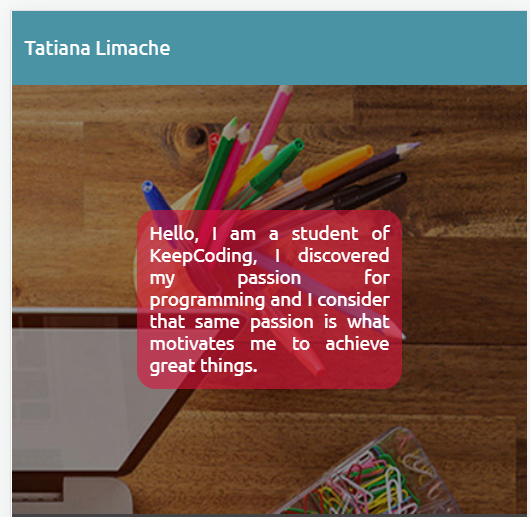 Tatiana Limache
Hello, I am a student of
KeepCoding, I discovered
my passion for
programming and I consider
that same passion is what
motivates me to achieve
great things.